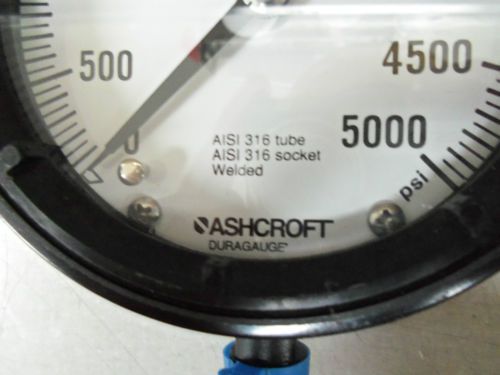 500
4500
0
5000
AISI 316 tube
AISI 316 socket
Welded
psi
ASHCROFT
DURAGAUGE